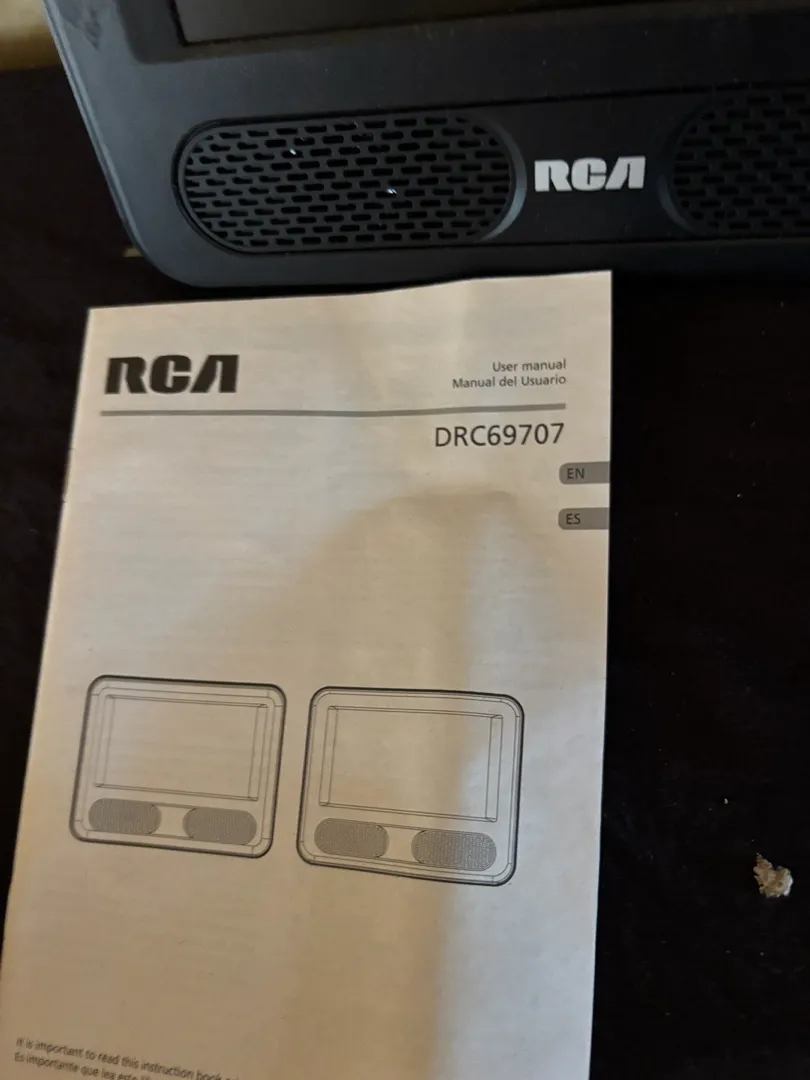 RCA
RCA
User manual
Manual del Usuario
DRC69707
EN
ES
It is important to read this instruction book
Es importante que lea este